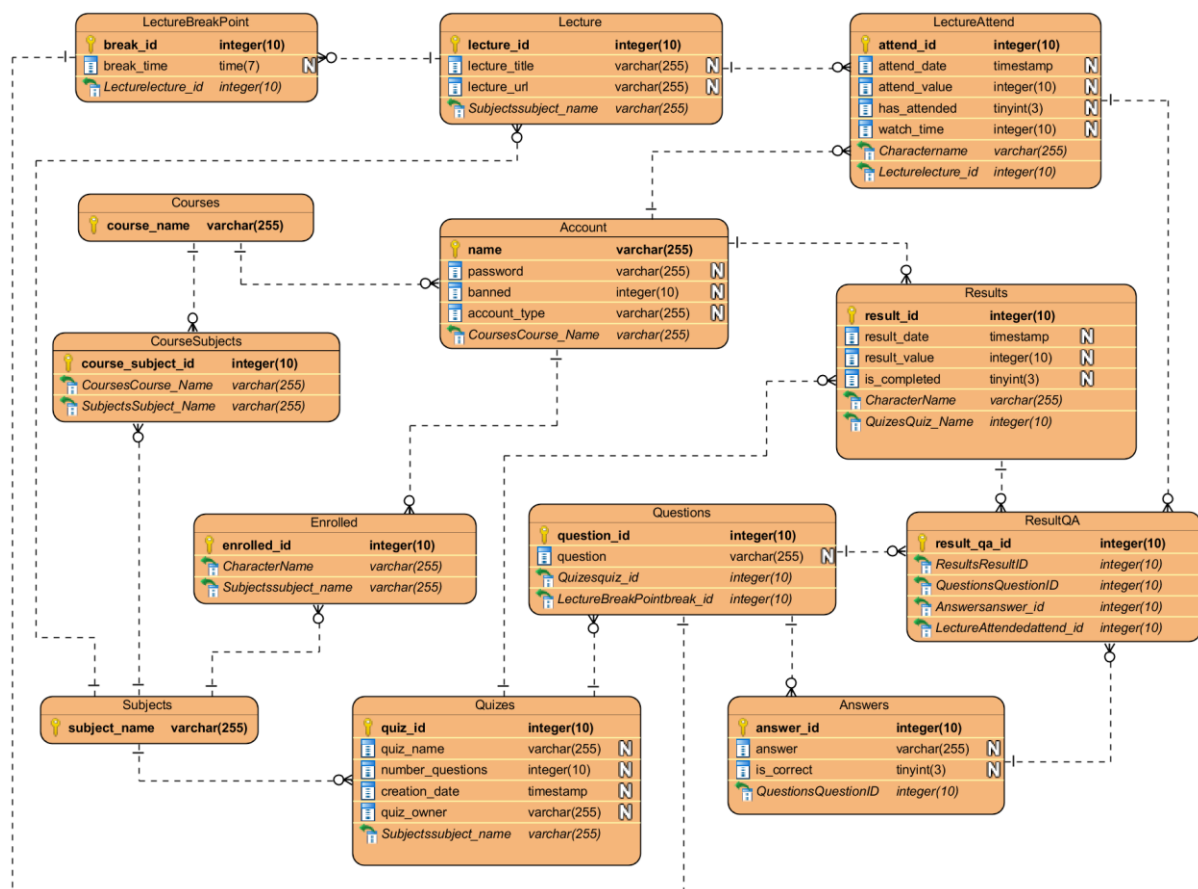 LectureBreakPoint
break_id integer(10)
break_time time(7) N
Lecturelecture_id integer(10)
Lecture
lecture_id integer(10)
lecture_title varchar(255) N
lecture_url varchar(255) N
Subjectssubject_name varchar(255)
LectureAttend
attend_id integer(10)
attend_date timestamp N
attend_value integer(10) N
has_attended tinyint(3) N
watch_time integer(10) N
Charactername varchar(255)
Lecturelecture_id integer(10)
Courses
course_name varchar(255)
Account
name varchar(255)
password varchar(255) N
banned integer(10) N
account_type varchar(255) N
CoursesCourse_Name varchar(255)
Results
result_id integer(10)
result_date timestamp N
result_value integer(10) N
is_completed tinyint(3) N
CharacterName varchar(255)
QuizesQuiz_Name integer(10)
CourseSubjects
course_subject_id integer(10)
CoursesCourse_Name varchar(255)
SubjectsSubject_Name varchar(255)
Enrolled
enrolled_id integer(10)
CharacterName varchar(255)
Subjectssubject_name varchar(255)
Questions
question_id integer(10)
question varchar(255) N
Quizesquiz_id integer(10)
LectureBreakPointbreak_id integer(10)
ResultQA
result_qa_id integer(10)
ResultsResultID integer(10)
QuestionsQuestionID integer(10)
Answersanswer_id integer(10)
LectureAttendedattend_id integer(10)
Subjects
subject_name varchar(255)
Quizes
quiz_id integer(10)
quiz_name varchar(255) N
number_questions integer(10) N
creation_date timestamp N
quiz_owner varchar(255) N
Subjectssubject_name varchar(255)
Answers
answer_id integer(10)
answer varchar(255) N
is_correct tinyint(3) N
QuestionsQuestionID integer(10)